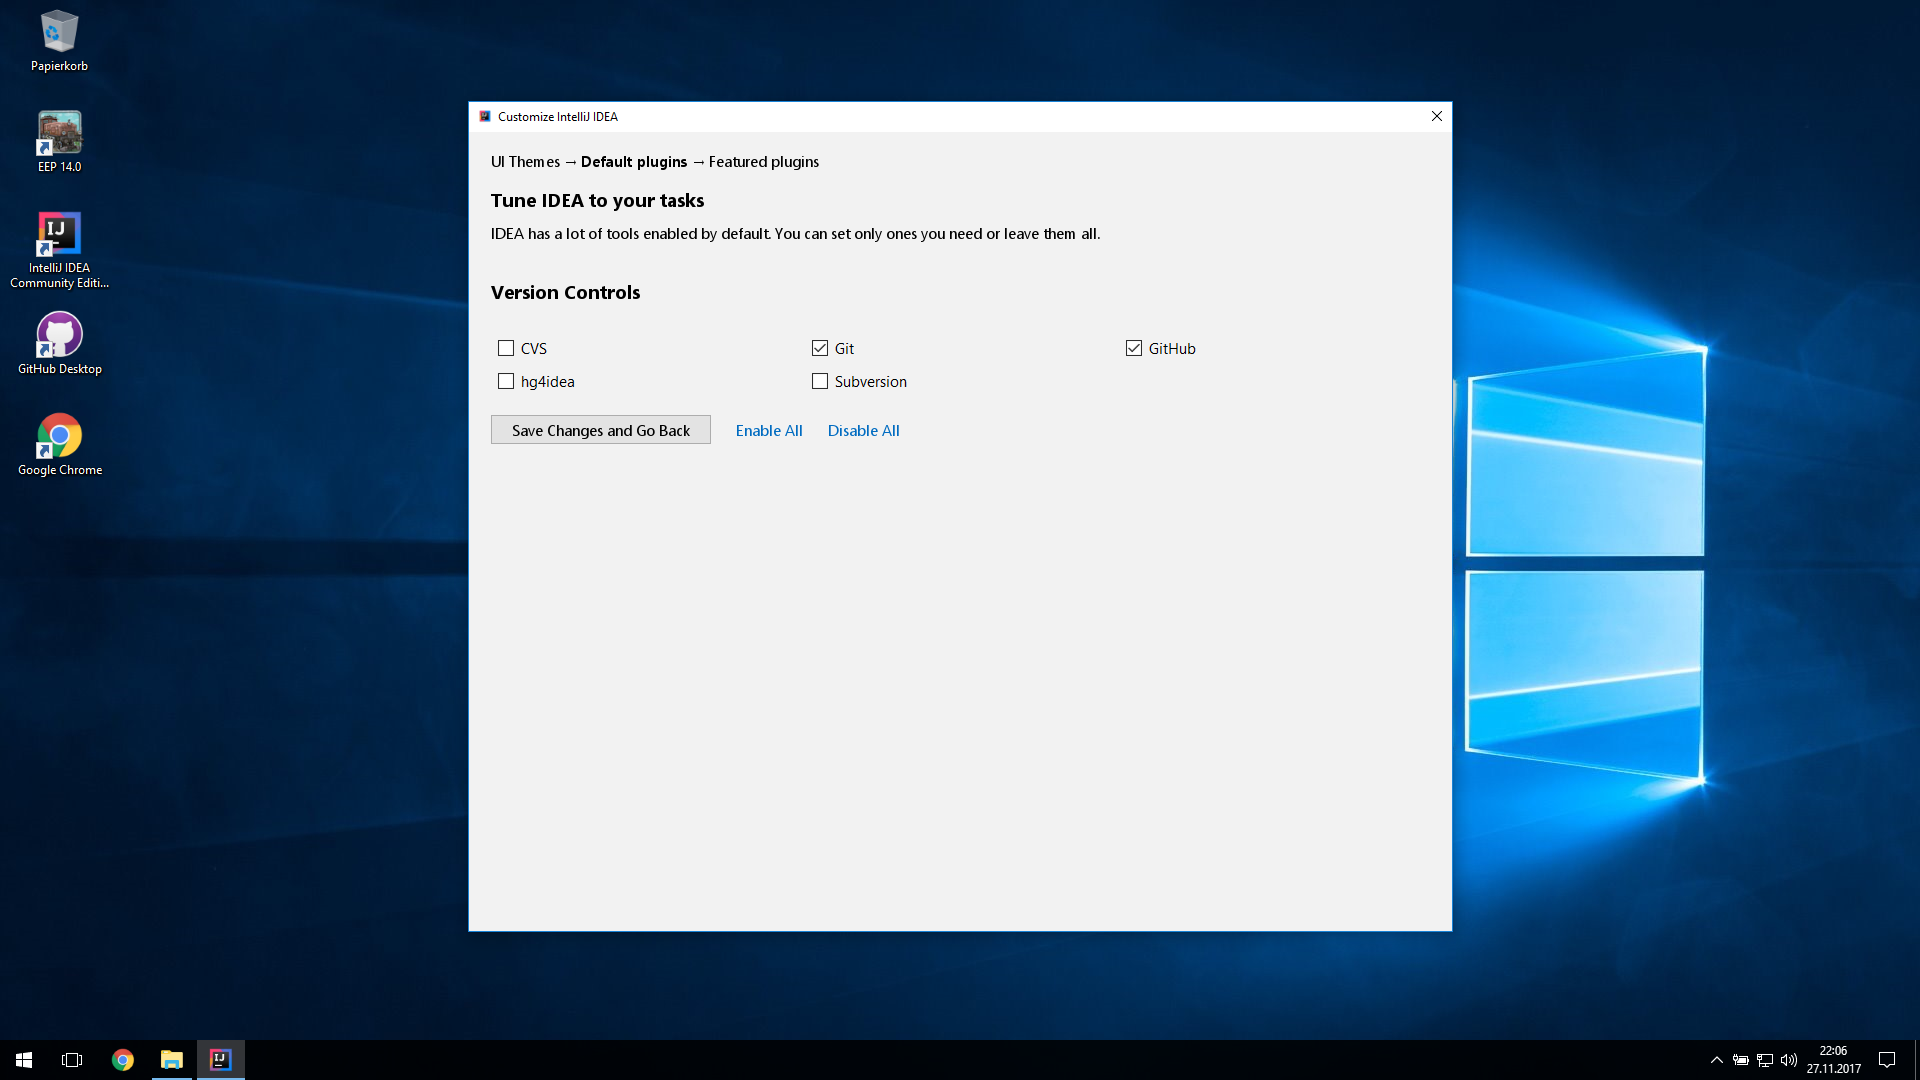 Papierkorb
EEP 14.0
IJ
IntelliJ IDEA
Community Editi...
GitHub Desktop
Google Chrome
Customize IntelliJ IDEA
UI Themes → Default plugins → Featured plugins
Tune IDEA to your tasks
IDEA has a lot of tools enabled by default. You can set only ones you need or leave them all.
Version Controls
CVS
Git
GitHub
hg4idea
Subversion
Save Changes and Go Back
Enable All
Disable All
IJ
22:06
27.11.2017